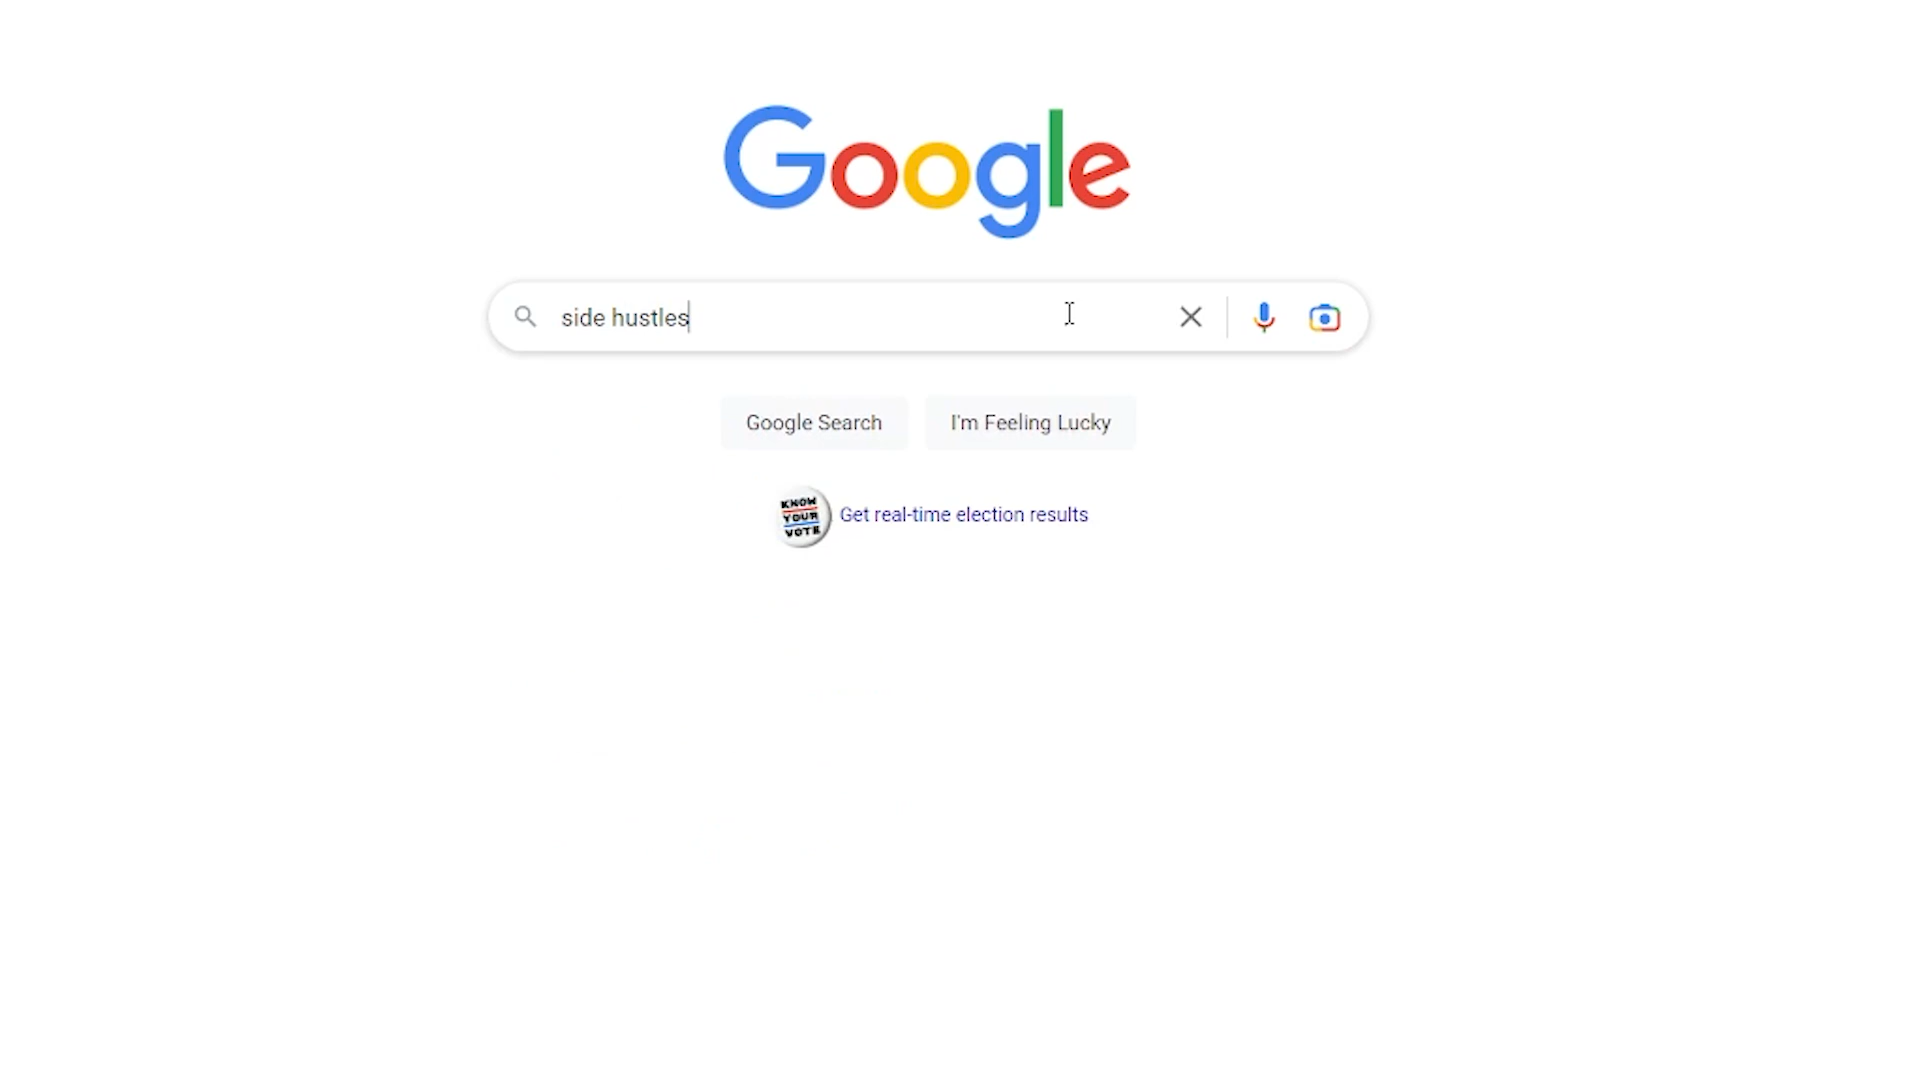 Google
side hustles
Google Search
I'm Feeling Lucky
KNOW
YOUR
VOTE
Get real-time election results